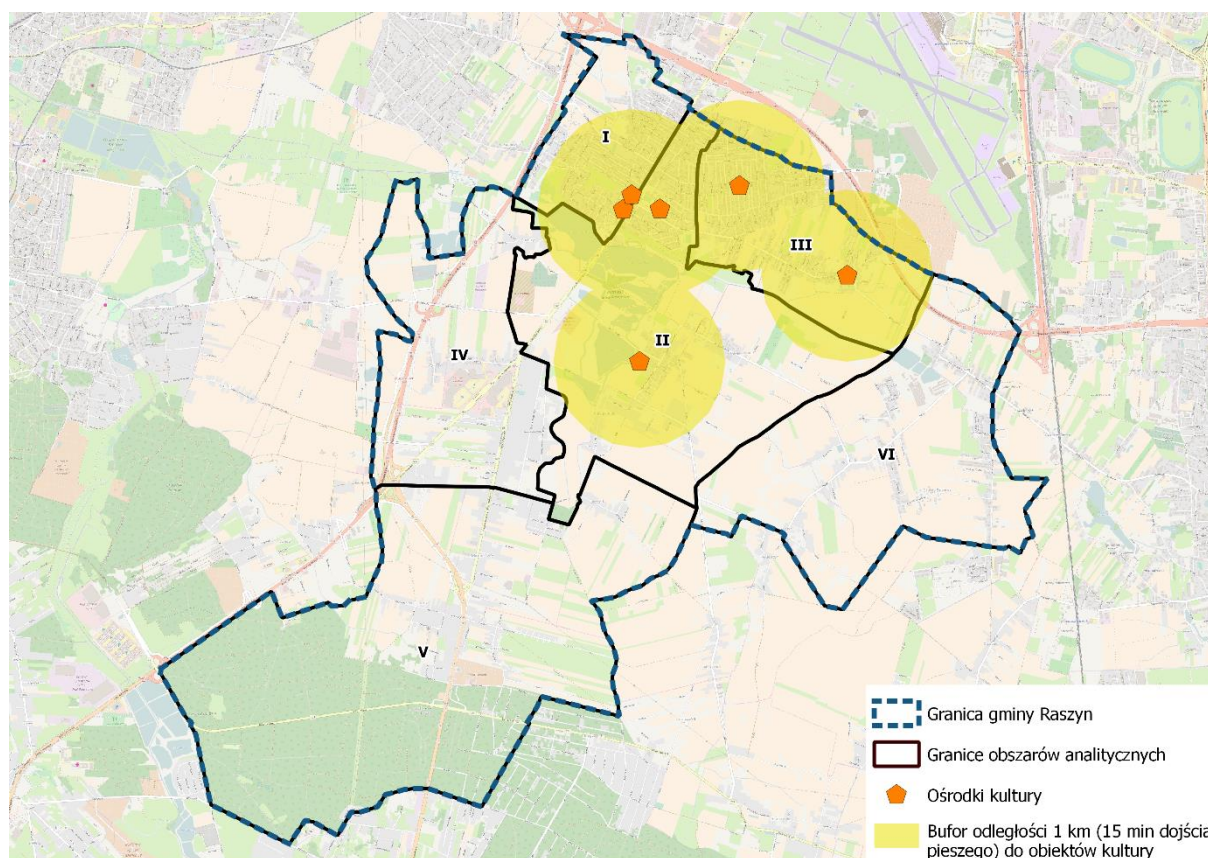 I
III
II
IV
VI
V
Granica gminy Raszyn
Granice obszarów analitycznych
Ośrodki kultury
Bufor odległości 1 km (15 min dojścia
pieszego) do obiektów kultury